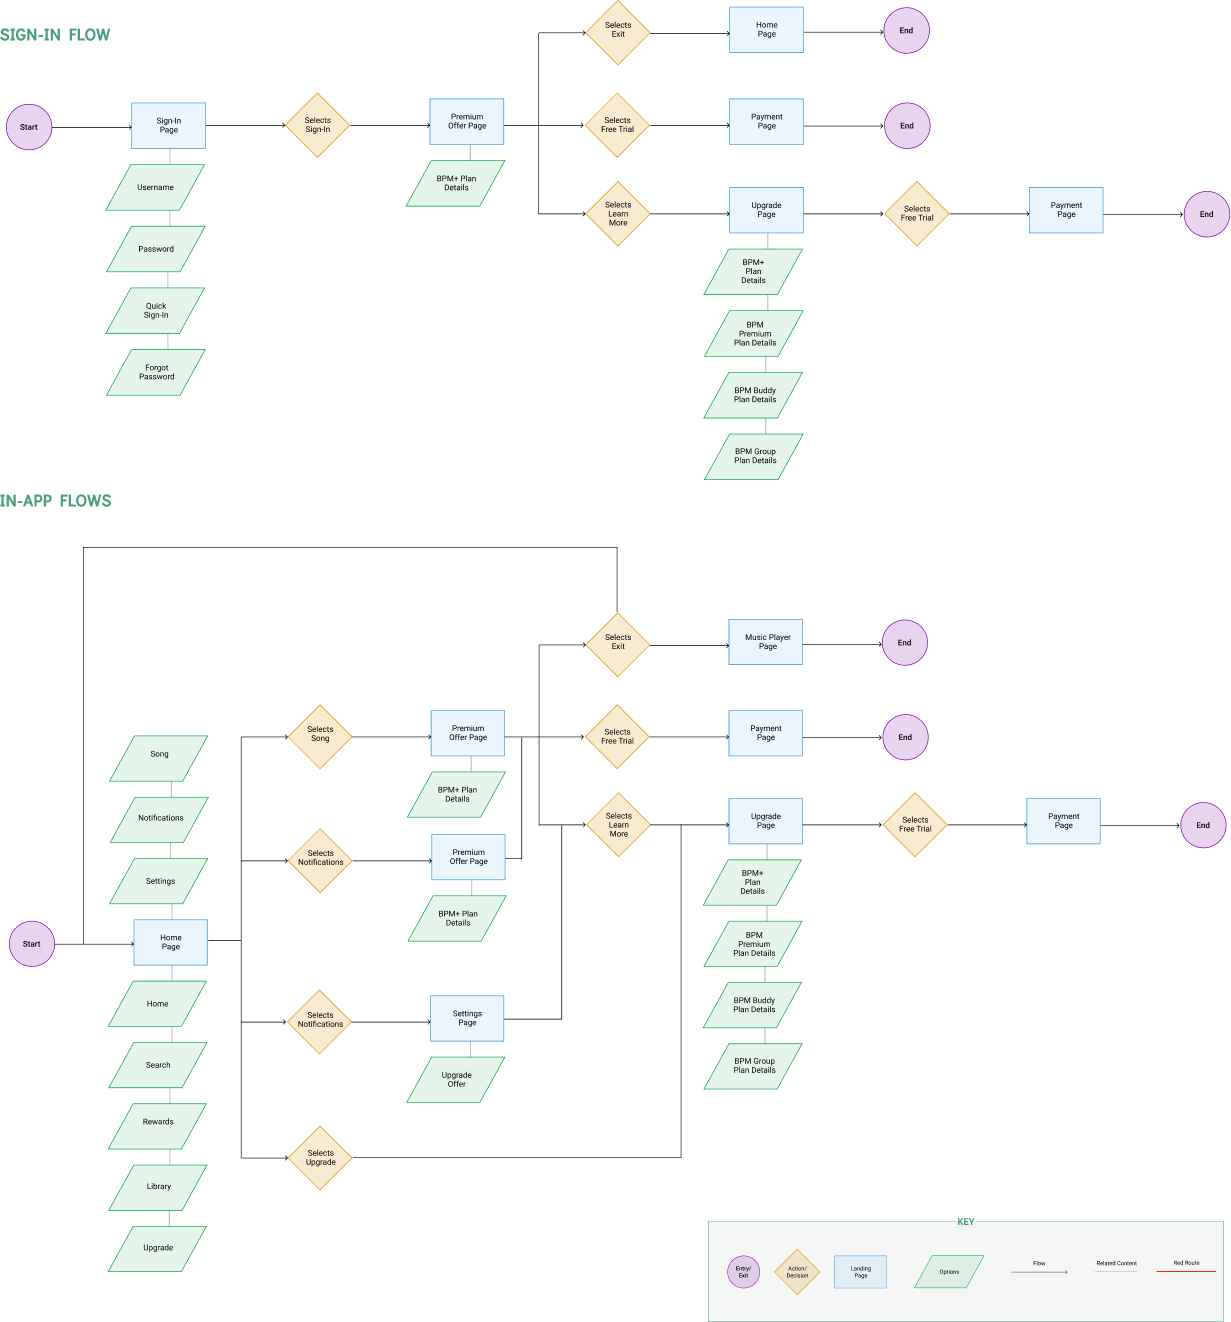 SIGN-IN FLOW
Selects
Exit
Home
Page
End
Start
Sign-In
Page
Selects
Sign-In
Premium
Offer Page
Selects
Free Trial
Payment
Page
End
Username
BPM+ Plan
Details
Selects
Learn
More
Upgrade
Page
Selects
Free Trial
Payment
Page
End
Password
BPM+
Plan
Details
Quick
Sign-In
BPM
Premium
Plan Details
Forgot
Password
BPM Buddy
Plan Details
BPM Group
Plan Details
IN-APP FLOWS
Selects
Exit
Music Player
Page
End
Selects
Song
Premium
Offer Page
Selects
Free Trial
Payment
Page
End
Song
BPM+ Plan
Details
Notifications
Selects
Learn
More
Upgrade
Page
Selects
Free Trial
Payment
Page
End
Selects
Notifications
Premium
Offer Page
Settings
BPM+
Plan
Details
BPM+ Plan
Details
Start
Home
Page
BPM
Premium
Plan Details
Home
Selects
Notifications
Settings
Page
BPM Buddy
Plan Details
Search
Upgrade
Offer
BPM Group
Plan Details
Rewards
Selects
Upgrade
Library
Upgrade
KEY
Entry/
Exit
Action/
Decision
Landing
Page
Options
Flow
Related Content
Red Route